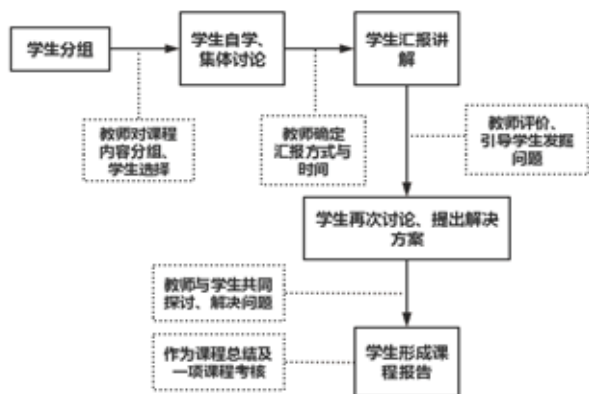 学生分组
学生自学、
集体讨论
学生汇报讲
解
教师对课程
内容分组、
学生选择
教师确定
汇报方式与
时间
教师评价、
引导学生发掘
问题
学生再次讨论、提出解决
方案
教师与学生共同
探讨、解决问题
作为课程总结及
一项课程考核
学生形成课
程报告